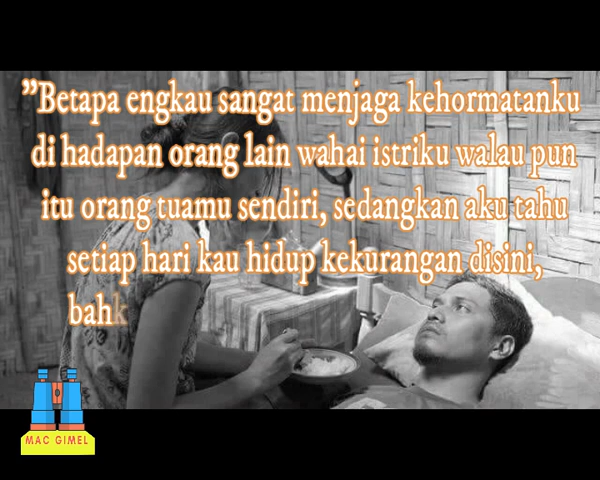 "Betapa engkau sangat menjaga kehormatanku
di hadapan orang lain wahai istriku walau pun
itu orang tuamu sendiri, sedangkan aku tahu
setiap hari kau hidup kekurangan disini,
bahk
MAC GIMEL